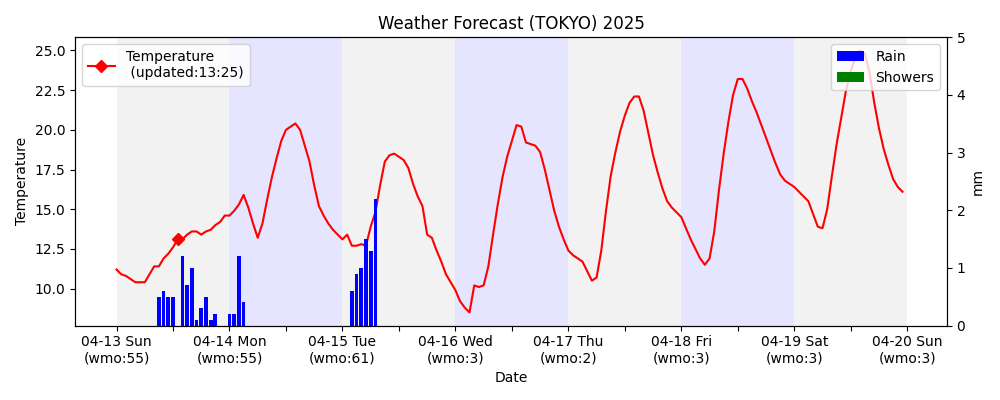 Weather Forecast (TOKYO) 2025
Temperature
(updated:13:25)
Rain
Showers
25.0
22.5
20.0
17.5
15.0
12.5
10.0
Temperature
5
4
3
2
1
0
mm
04-13 Sun
(wmo:55)
04-14 Mon
(wmo:55)
04-15 Tue
(wmo:61)
04-16 Wed
(wmo:3)
04-17 Thu
(wmo:2)
04-18 Fri
(wmo:3)
04-19 Sat
(wmo:3)
04-20 Sun
(wmo:3)
Date